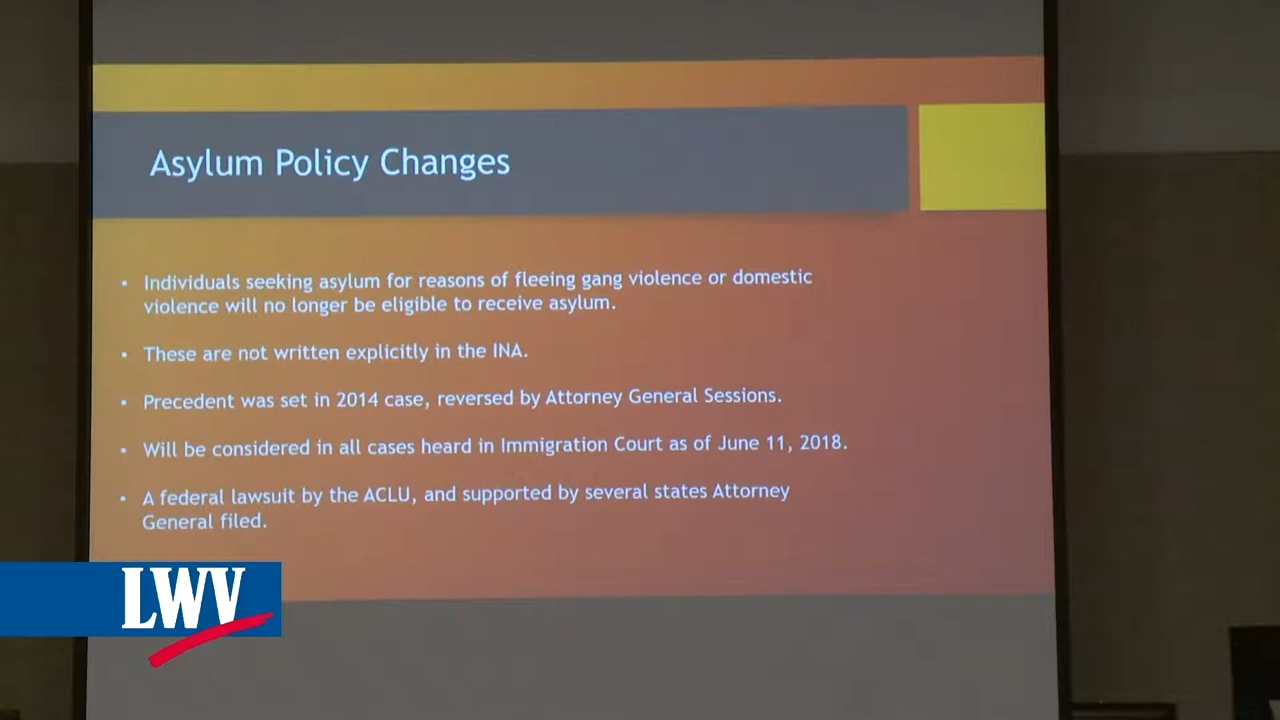 Asylum Policy Changes
• Individuals seeking asylum for reasons of fleeing gang violence or domestic
violence will no longer be eligible to receive asylum.
• These are not written explicitly in the INA.
• Precedent was set in 2014 case, reversed by Attorney General Sessions.
• Will be considered in all cases heard in Immigration Court as of June 11, 2018.
• A federal lawsuit by the ACLU, and supported by several states Attorney
General filed.
LWV